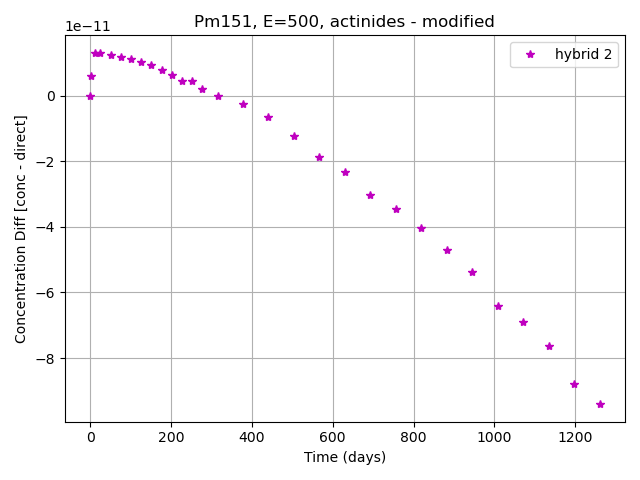 Pm151, E=500, actinides - modified
1e−11
hybrid 2
0
−2
−4
−6
−8
Concentration Diff [conc - direct]
0 200 400 600 800 1000 1200
Time (days)